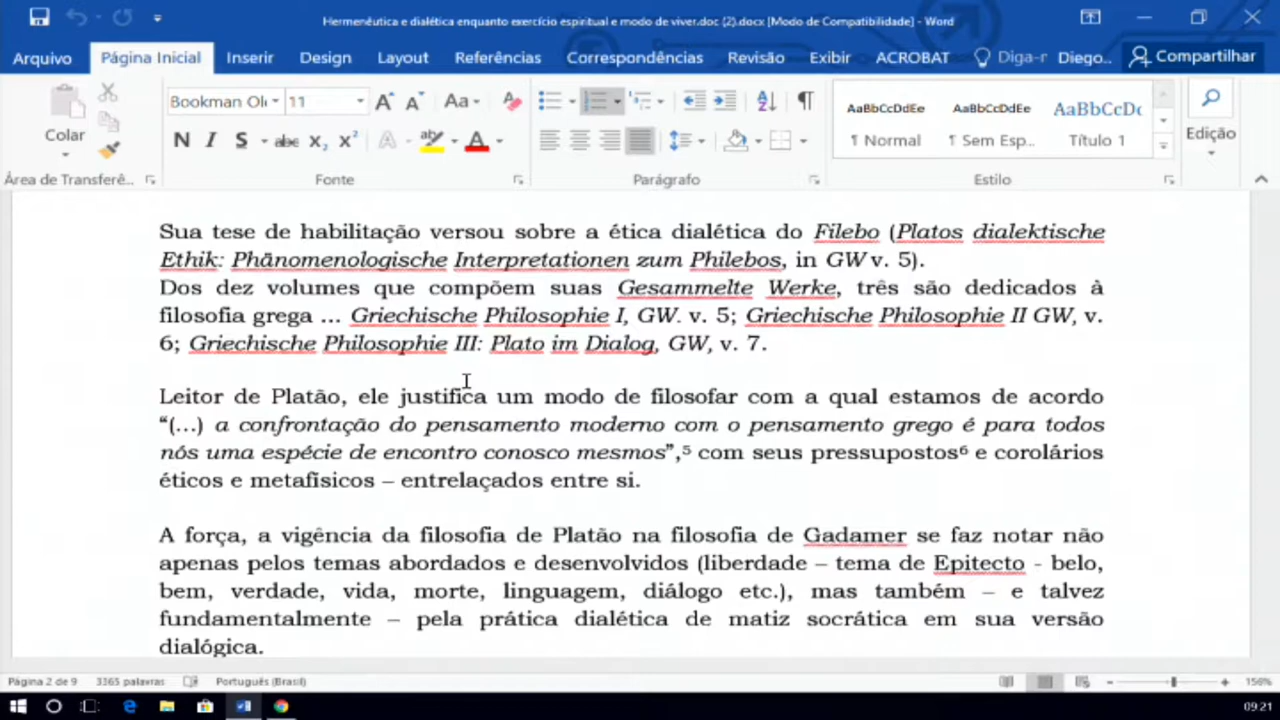 Hermenêutica e dialética enquanto exercício espiritual e modo de viver.doc (2).docx [Modo de Compatibilidade] - Word
Arquivo Página Inicial Inserir Design Layout Referências Correspondências Revisão Exibir ACROBAT Diga-r Diego... Compartilhar
Bookman Ol 11 Aa
Colar
N I S abc x₂ x² A A
AaBbCcDdEe AaBbCcDdEe AaBbCcDc
¶ Normal ¶ Sem Esp... Título 1
Edição
Área de Transferê... Fonte Parágrafo Estilo
Sua tese de habilitação versou sobre a ética dialética do Filebo (Platos dialektische
Ethik: Phänomenologische Interpretationen zum Philebos, in GW v. 5).
Dos dez volumes que compõem suas Gesammelte Werke, três são dedicados à
filosofia grega ... Griechische Philosophie I, GW. v. 5; Griechische Philosophie II GW, v.
6; Griechische Philosophie III: Plato im Dialog, GW, v. 7.
Leitor de Platão, ele justifica um modo de filosofar com a qual estamos de acordo
“(...) a confrontação do pensamento moderno com o pensamento grego é para todos
nós uma espécie de encontro conosco mesmos”,⁵ com seus pressupostos⁶ e corolários
éticos e metafísicos – entrelaçados entre si.
A força, a vigência da filosofia de Platão na filosofia de Gadamer se faz notar não
apenas pelos temas abordados e desenvolvidos (liberdade – tema de Epitecto - belo,
bem, verdade, vida, morte, linguagem, diálogo etc.), mas também – e talvez
fundamentalmente – pela prática dialética de matiz socrática em sua versão
dialógica.
Página 2 de 9 3365 palavras Português (Brasil) 156%
09:21